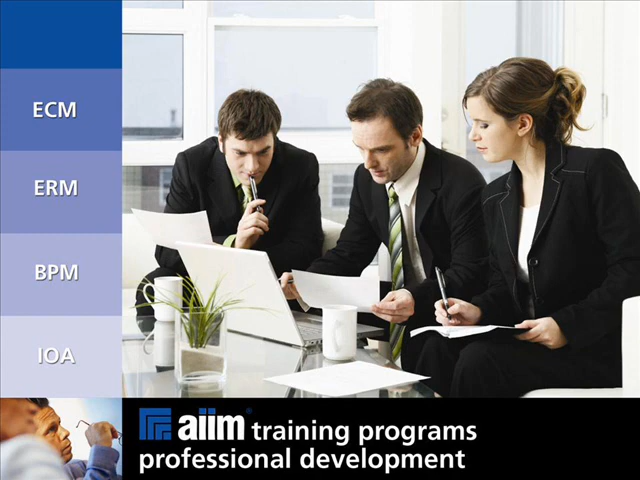 ECM
ERM
BPM
IOA
aiim® training programs
professional development